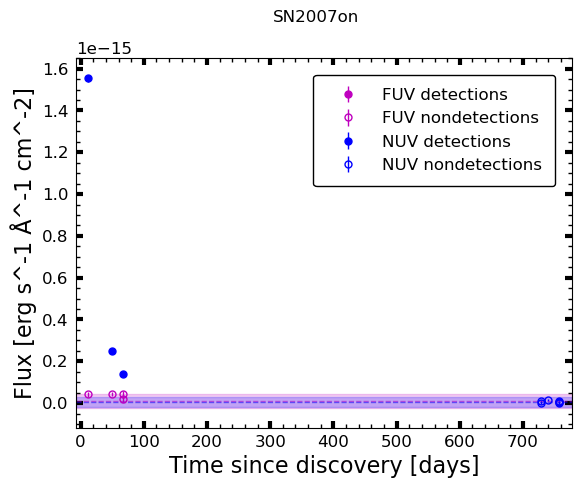 SN2007on
1e−15
1.6
1.4
1.2
1.0
0.8
0.6
0.4
0.2
0.0
Flux [erg s^-1 Å^-1 cm^-2]
FUV detections
FUV nondetections
NUV detections
NUV nondetections
0 100 200 300 400 500 600 700
Time since discovery [days]